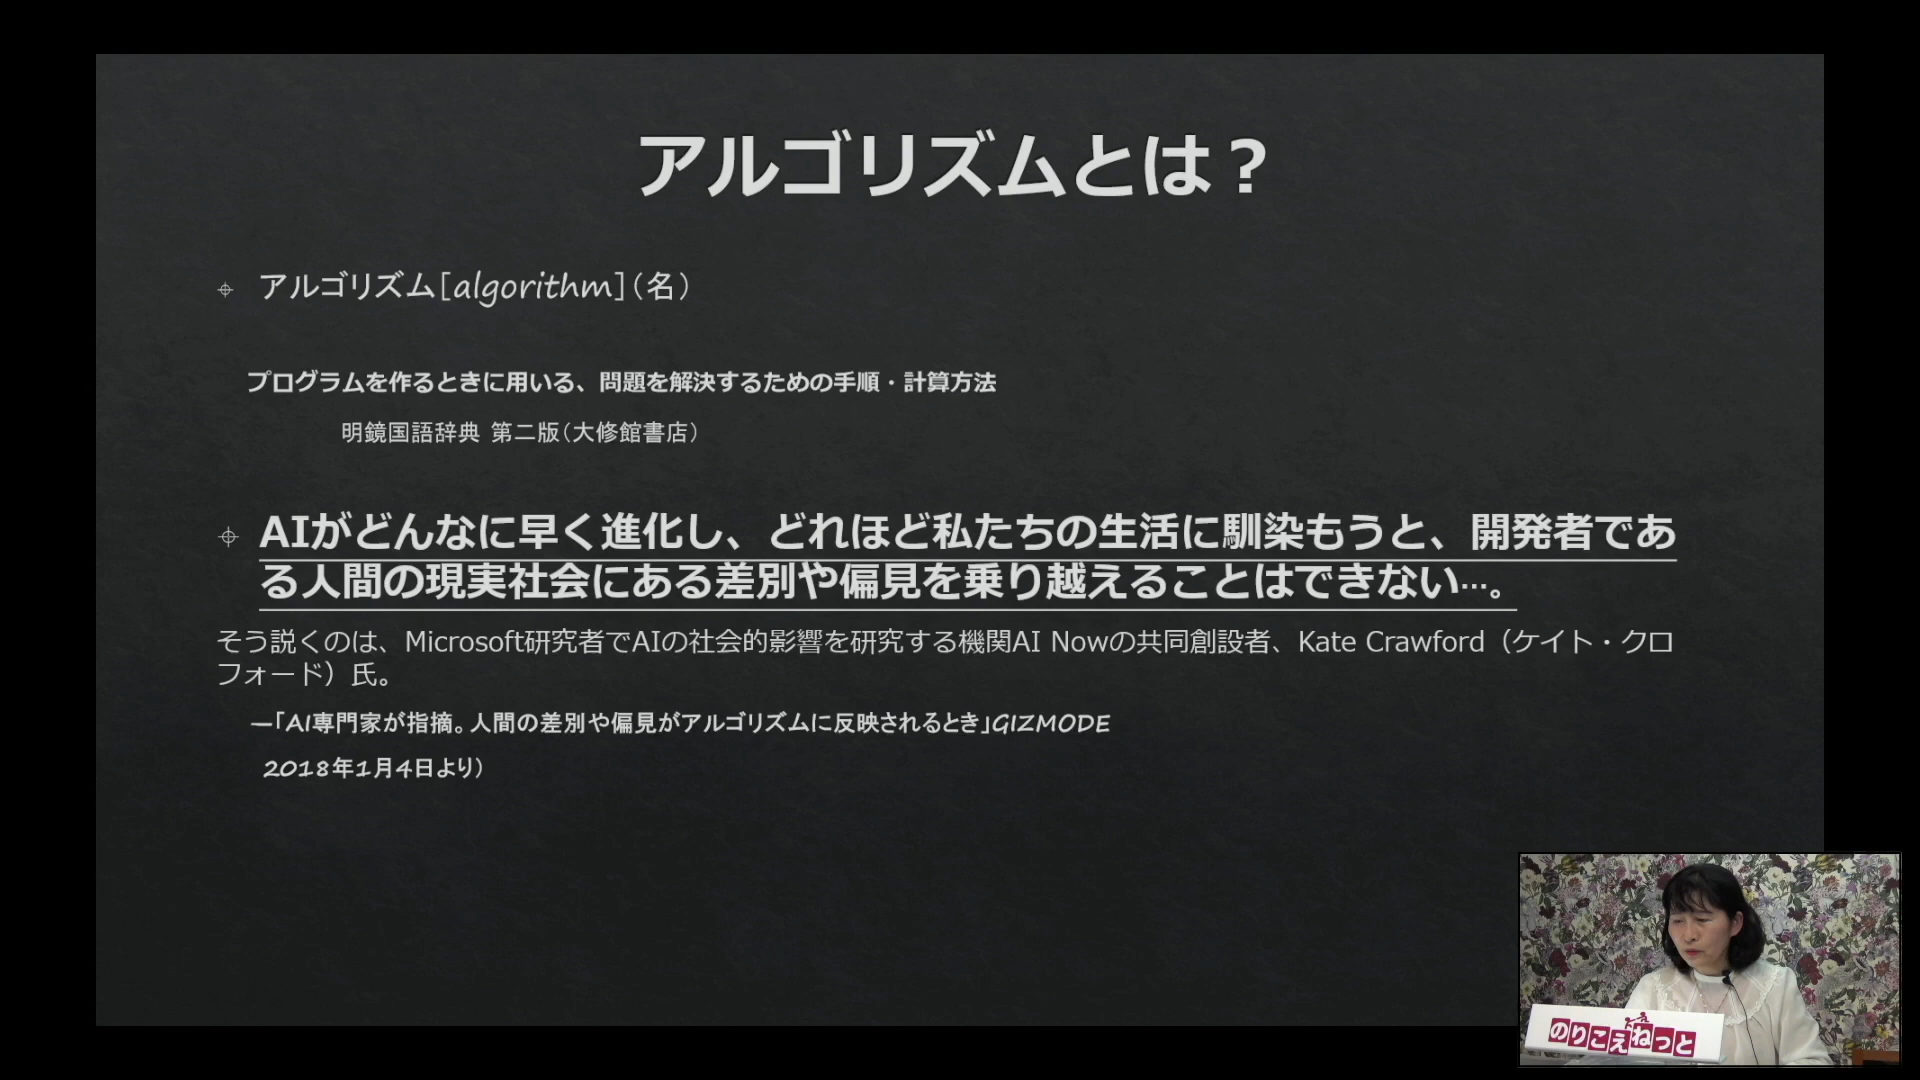 アルゴリズムとは？
アルゴリズム[algorithm]（名）
プログラムを作るときに用いる、問題を解決するための手順・計算方法
明鏡国語辞典 第二版（大修館書店）
AIがどんなに早く進化し、どれほど私たちの生活に馴染もうと、開発者であ
る人間の現実社会にある差別や偏見を乗り越えることはできない…。
そう説くのは、Microsoft研究者でAIの社会的影響を研究する機関AI Nowの共同創設者、Kate Crawford（ケイト・クロ
フォード）氏。
―「AI専門家が指摘。人間の差別や偏見がアルゴリズムに反映されるとき」GIZMODE
2018年1月4日より）
のりこえねっと